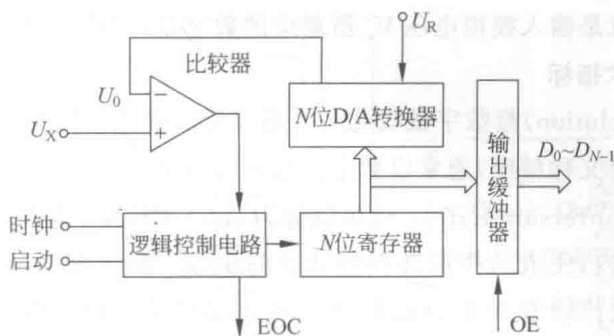 U_R
比较器
U_0
−
U_X
+
N位D/A转换器
输出缓冲器
D_0~D_{N-1}
时钟
启动
逻辑控制电路
N位寄存器
EOC
OE